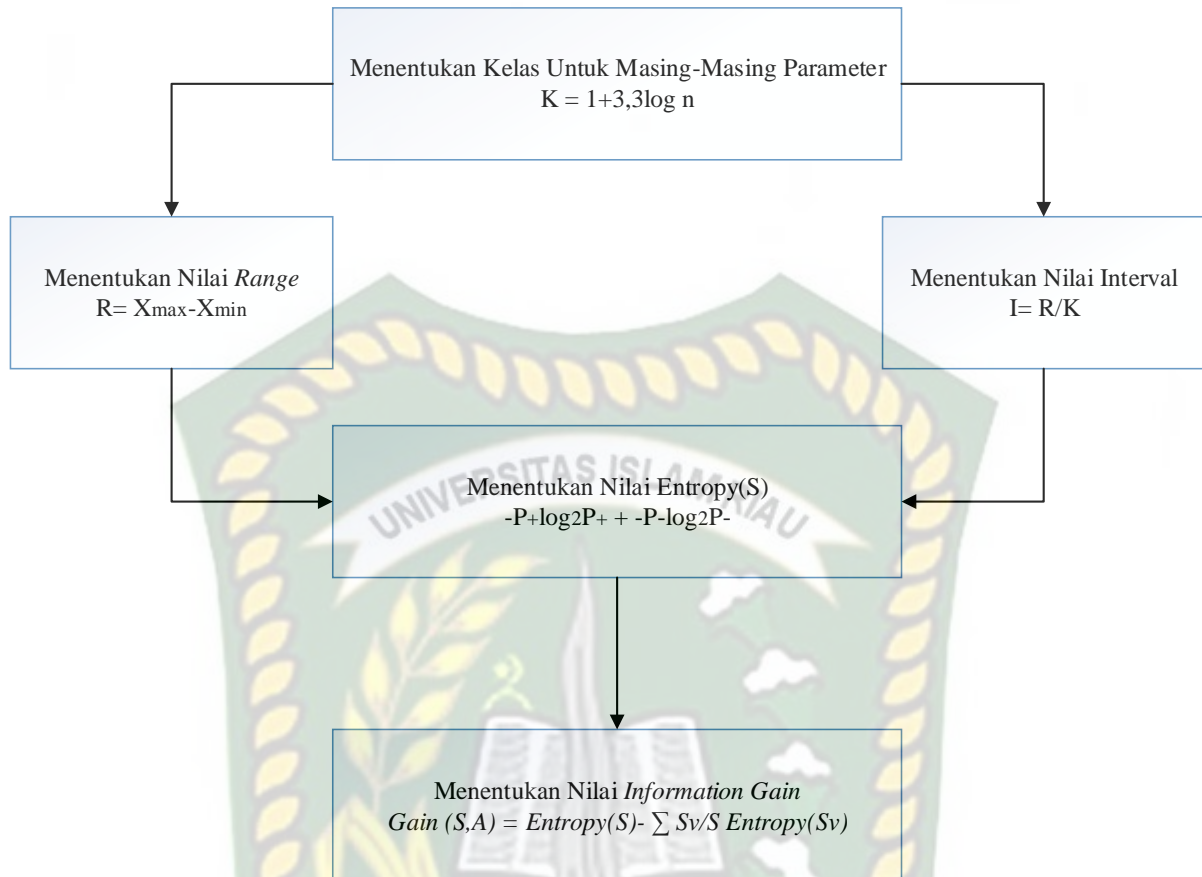 Menentukan Kelas Untuk Masing-Masing Parameter
K = 1+3,3log n
Menentukan Nilai Range
R= Xmax-Xmin
Menentukan Nilai Interval
I= R/K
UNIVERSITAS ISLAM RIAU
Menentukan Nilai Entropy(S)
-P+log2P+ + -P-log2P-
Menentukan Nilai Information Gain
Gain (S,A) = Entropy(S)- ∑ Sv/S Entropy(Sv)